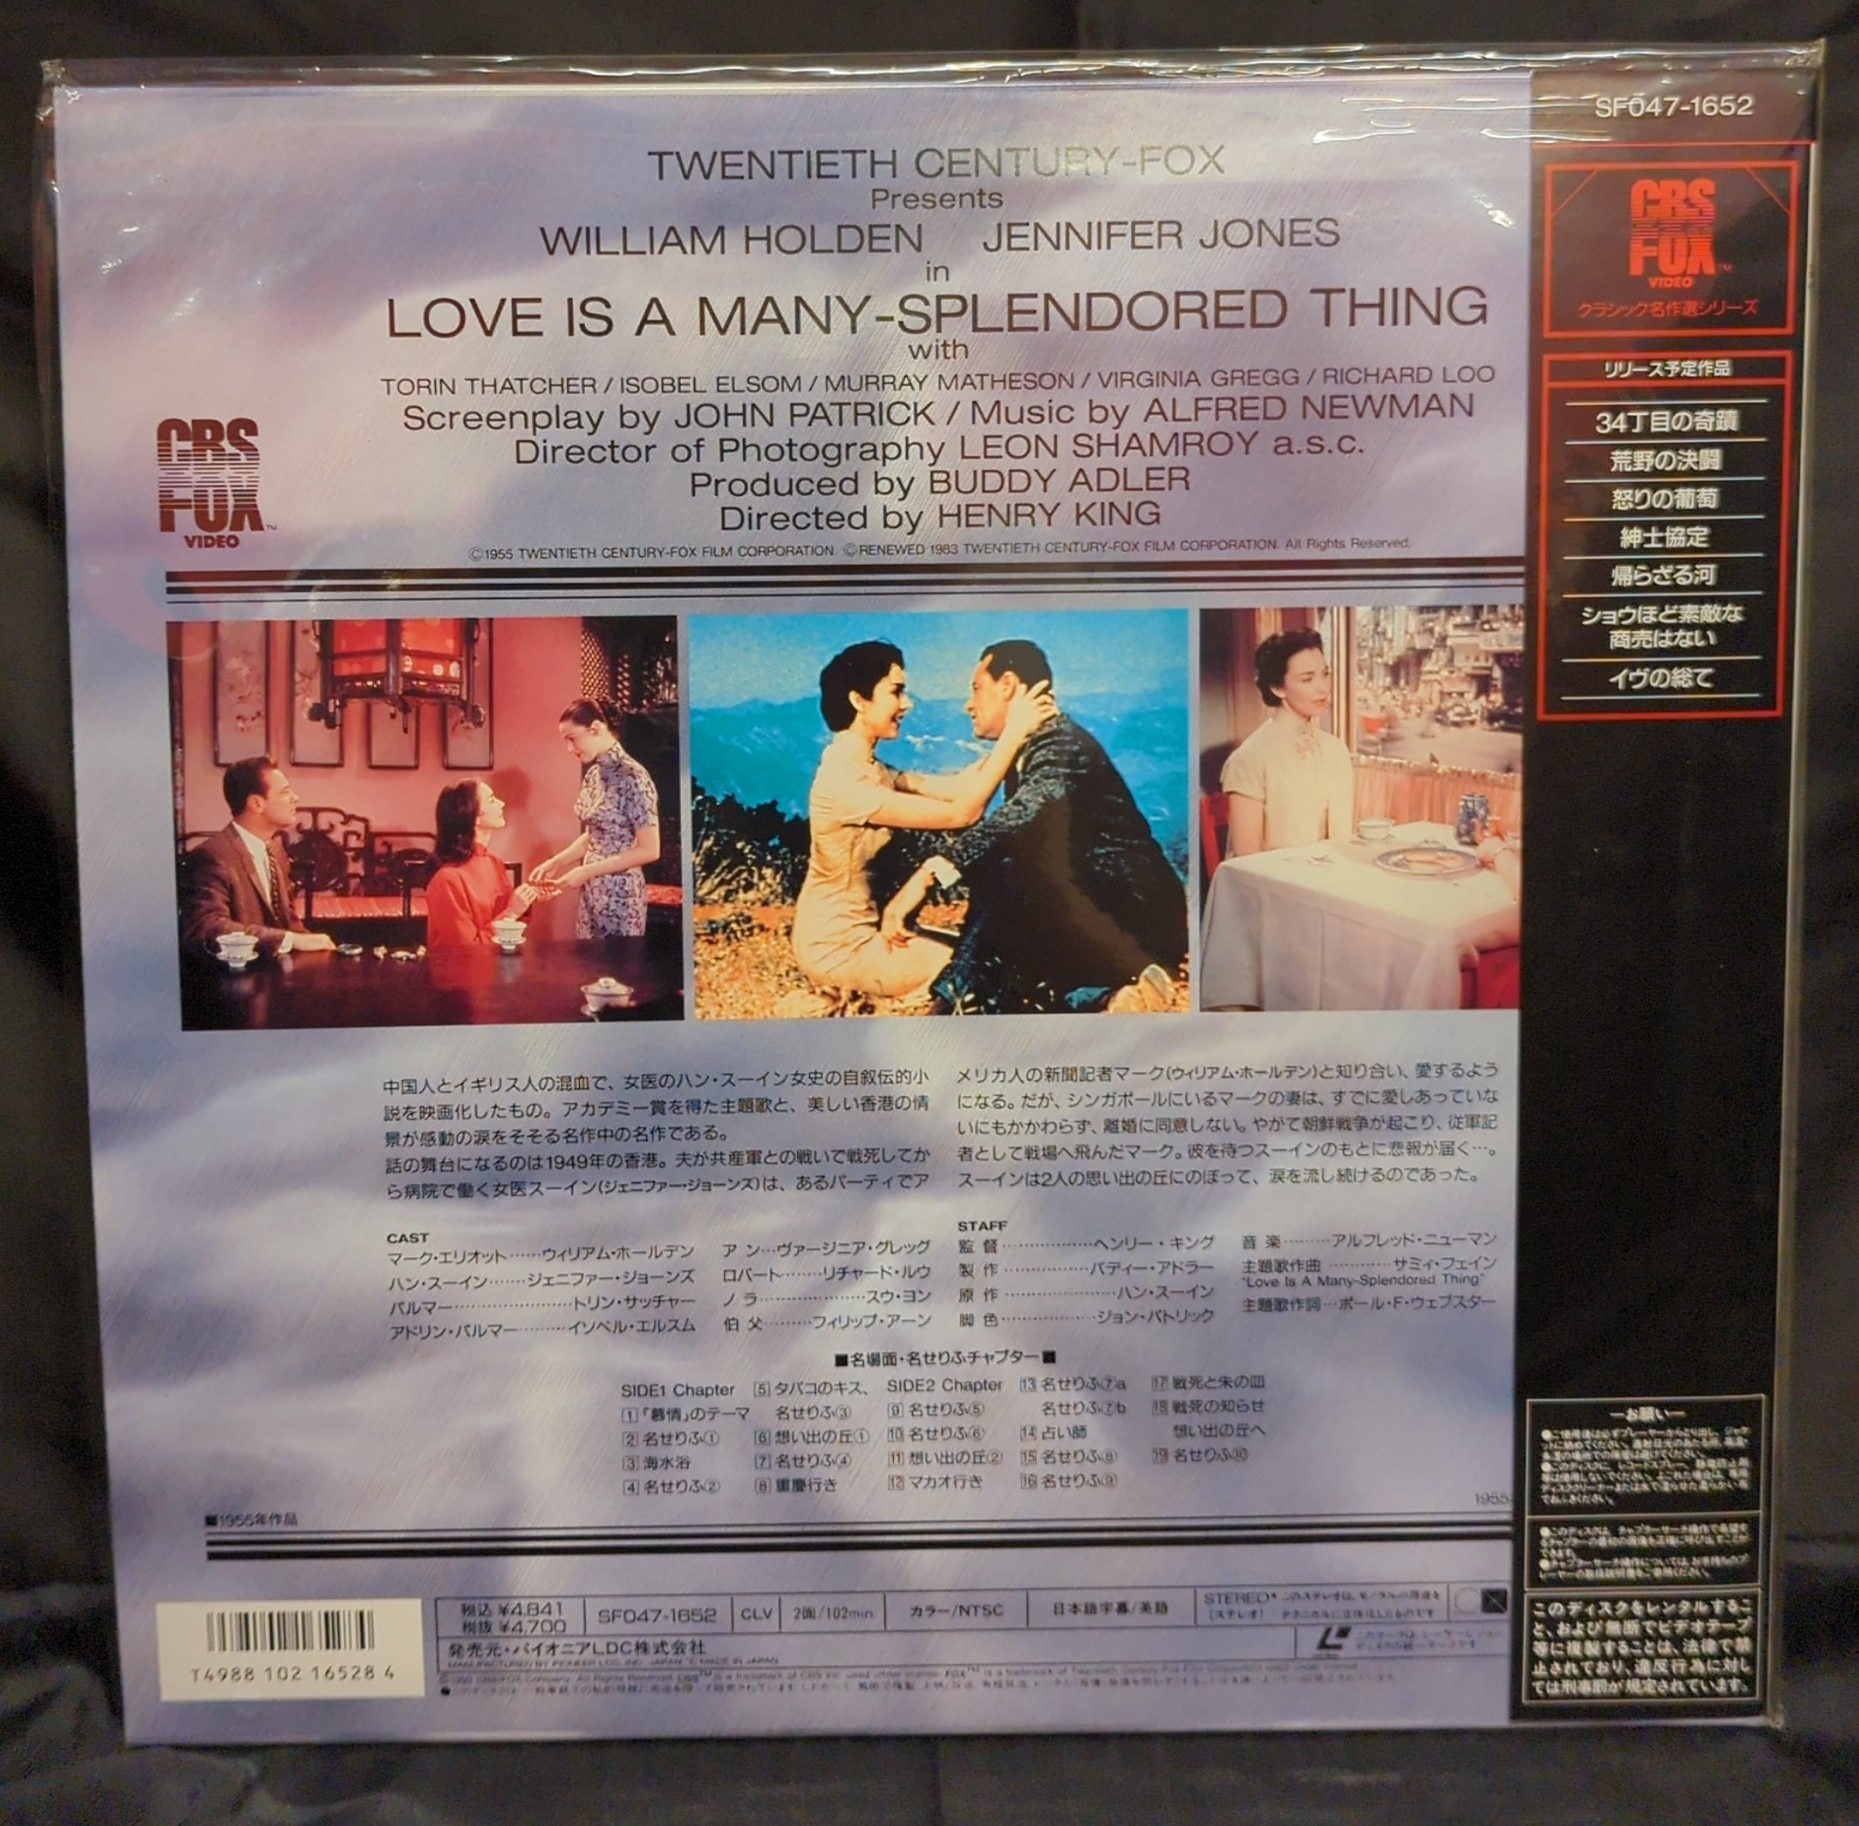 SF047-1652
TWENTIETH CENTURY-FOX
Presents
WILLIAM HOLDEN JENNIFER JONES
in
LOVE IS A MANY-SPLENDORED THING
with
TORIN THATCHER / ISOBEL ELSOM / MURRAY MATHESON / VIRGINIA GREGG / RICHARD LOO
Screenplay by JOHN PATRICK / Music by ALFRED NEWMAN
Director of Photography LEON SHAMROY a.s.c.
Produced by BUDDY ADLER
Directed by HENRY KING
©1955 TWENTIETH CENTURY-FOX FILM CORPORATION. ©RENEWED 1983 TWENTIETH CENTURY-FOX FILM CORPORATION. All Rights Reserved.
CBS
FOX™
VIDEO
CBS
FOX™
VIDEO
クラシック名作選シリーズ
リリース予定作品
34丁目の奇蹟
荒野の決闘
怒りの葡萄
紳士協定
帰らざる河
ショウほど素敵な
商売はない
イヴの総て
中国人とイギリス人の混血で、女医のハン・スーイン女史の自叙伝的小
説を映画化したもの。アカデミー賞を得た主題歌と、美しい香港の情
景が感動の涙をそそる名作中の名作である。
話の舞台になるのは1949年の香港。夫が共産軍との戦いで戦死してか
ら病院で働く女医スーイン(ジェニファー・ジョーンズ)は、あるパーティでア
メリカ人の新聞記者マーク(ウィリアム・ホールデン)と知り合い、愛するよう
になる。だが、シンガポールにいるマークの妻は、すでに愛しあっていな
いにもかかわらず、離婚に同意しない。やがて朝鮮戦争が起こり、従軍記
者として戦場へ飛んだマーク。彼を待つスーインのもとに悲報が届く…。
スーインは2人の思い出の丘にのぼって、涙を流し続けるのであった。
CAST
マーク・エリオット……ウィリアム・ホールデン
ハン・スーイン……ジェニファー・ジョーンズ
パルマー……トリン・サッチャー
アドリン・パルマー……イソベル・エルスム
アン…ヴァージニア・グレッグ
ロバート……リチャード・ルウ
ノラ……スウ・ヨン
伯父……フィリップ・アーン
STAFF
監督……ヘンリー・キング
製作……バディー・アドラー
原作……ハン・スーイン
脚色……ジョン・パトリック
音楽……アルフレッド・ニューマン
主題歌作曲……サミィ・フェイン
"Love Is A Many-Splendored Thing"
主題歌作詞…ポール・F・ウェブスター
■名場面・名せりふチャプター■
SIDE1 Chapter
1「慕情」のテーマ
2 名せりふ①
3 海水浴
4 名せりふ②
5 タバコのキス、
名せりふ③
6 想い出の丘①
7 名せりふ④
8 重慶行き
SIDE2 Chapter
9 名せりふ⑤
10 名せりふ⑥
11 想い出の丘②
12 マカオ行き
13 名せりふ⑦a
名せりふ⑦b
14 占い師
15 名せりふ⑧
16 名せりふ⑨
17 戦死と朱の皿
18 戦死の知らせ
想い出の丘へ
19 名せりふ⑩
■1955年作品
1955
T4988 102 16528 4
税込 ¥4,841
税抜 ¥4,700
SF047-1652
CLV
2面/102min.
カラー/NTSC
日本語字幕/英語
STEREO*
(ステレオ)
発売元・パイオニアLDC株式会社
MANUFACTURED BY PIONEER LDC, INC. JAPAN. MADE IN JAPAN
ーお願いー
このディスクをレンタルするこ
と、および無断でビデオテープ
等に複製することは、法律で禁
止されており、違反行為に対し
ては刑事罰が規定されています。